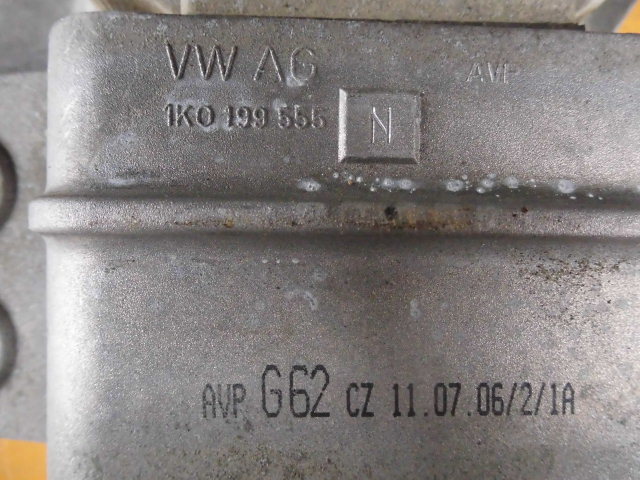 VW AG AVP
1K0 199 555 N
AVP G62 CZ 11.07.06/2/1A